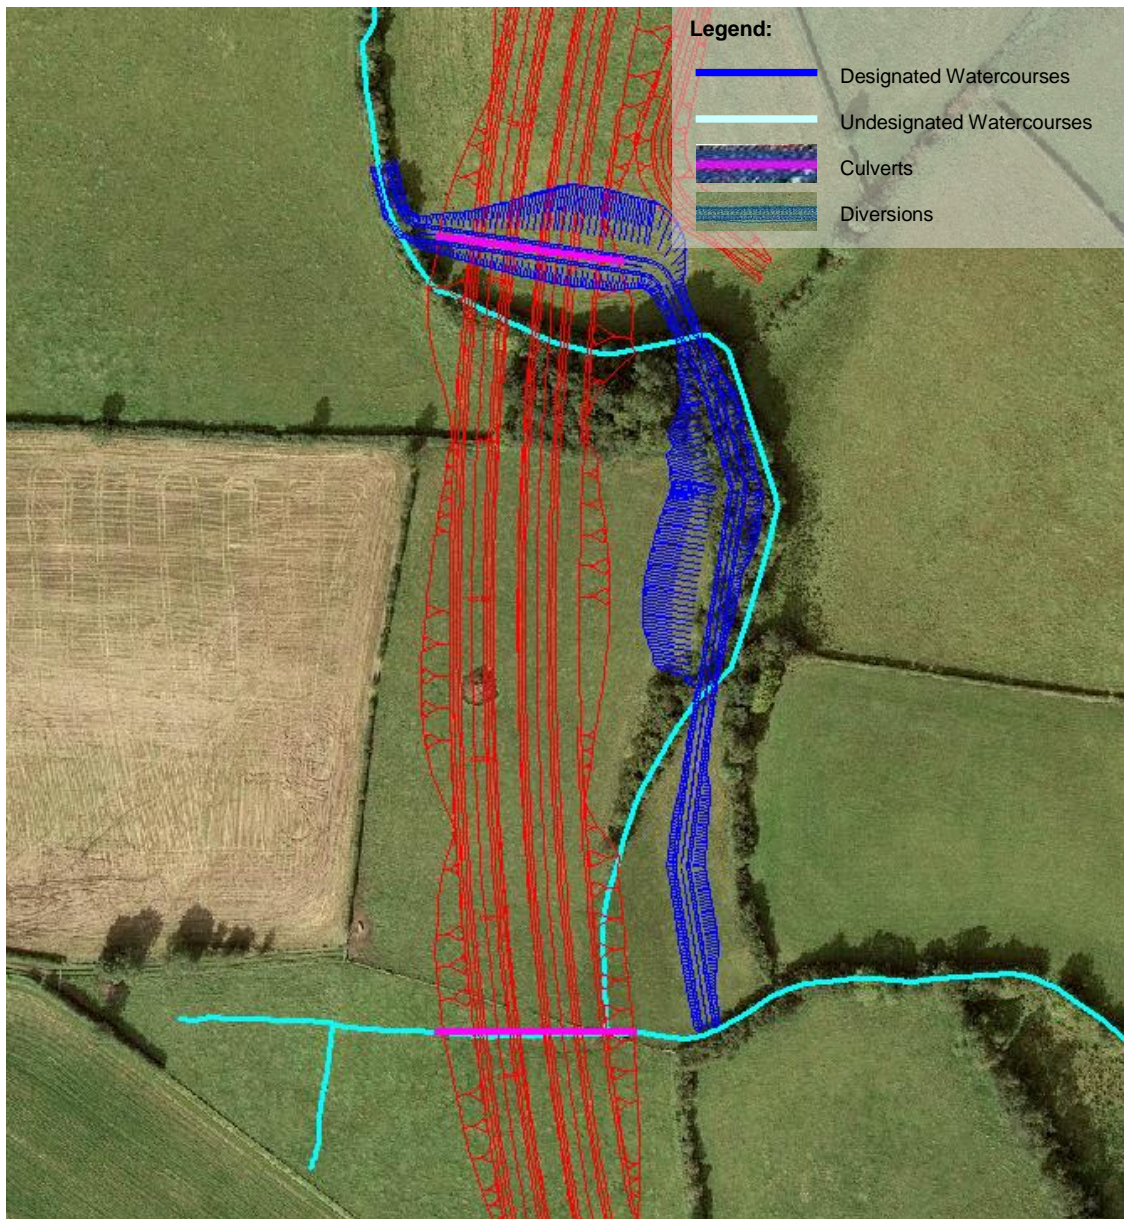 Legend:
Designated Watercourses
Undesignated Watercourses
Culverts
Diversions